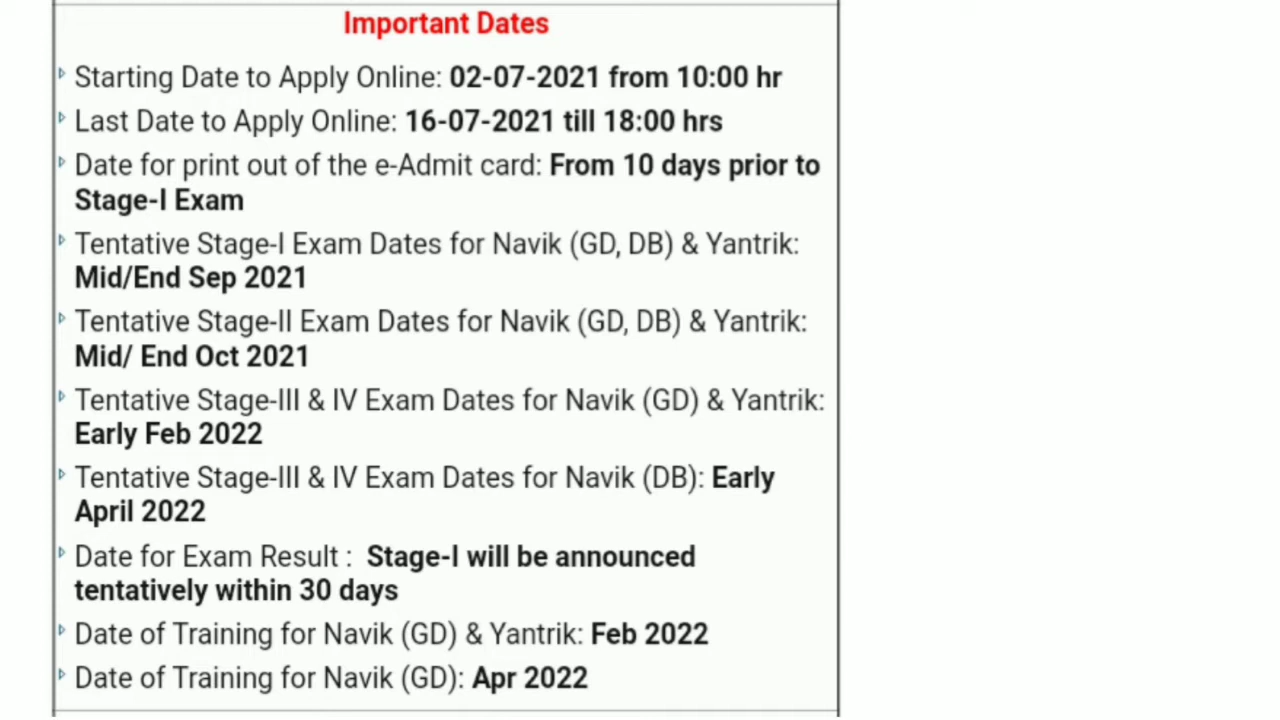 Important Dates
Starting Date to Apply Online: 02-07-2021 from 10:00 hr
Last Date to Apply Online: 16-07-2021 till 18:00 hrs
Date for print out of the e-Admit card: From 10 days prior to
Stage-I Exam
Tentative Stage-I Exam Dates for Navik (GD, DB) & Yantrik:
Mid/End Sep 2021
Tentative Stage-II Exam Dates for Navik (GD, DB) & Yantrik:
Mid/ End Oct 2021
Tentative Stage-III & IV Exam Dates for Navik (GD) & Yantrik:
Early Feb 2022
Tentative Stage-III & IV Exam Dates for Navik (DB): Early
April 2022
Date for Exam Result :  Stage-I will be announced
tentatively within 30 days
Date of Training for Navik (GD) & Yantrik: Feb 2022
Date of Training for Navik (GD): Apr 2022